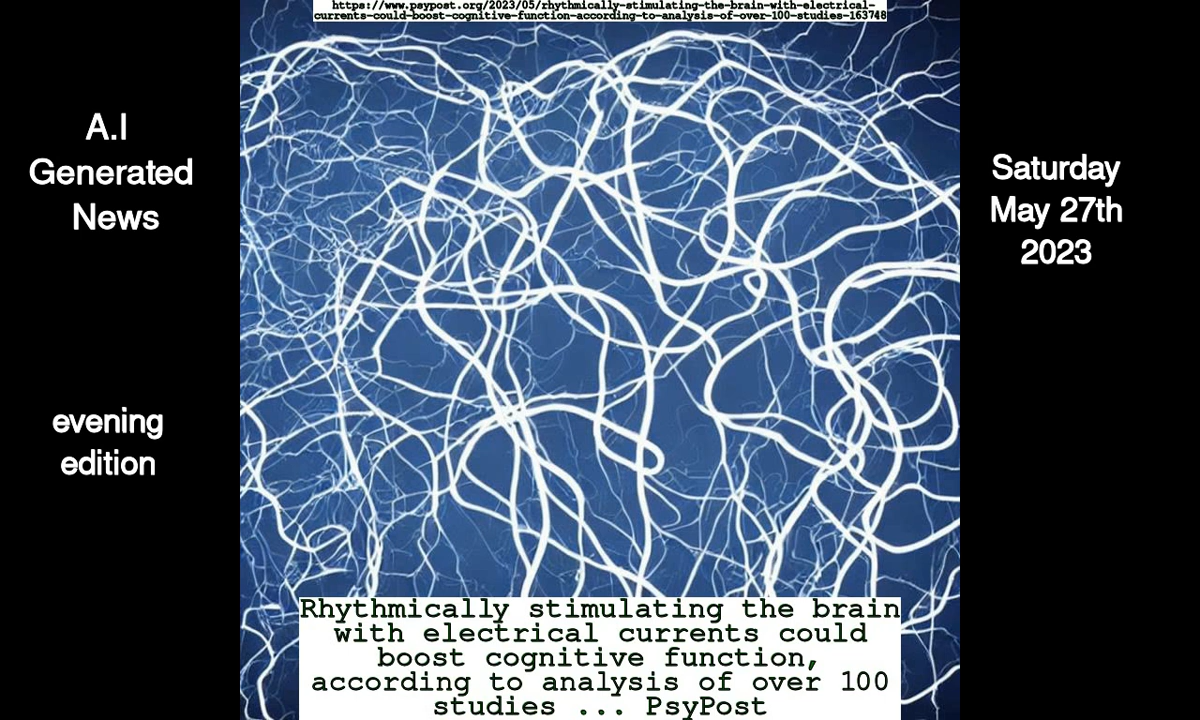 https://www.psypost.org/2023/05/rhythmically-stimulating-the-brain-with-electrical-
currents-could-boost-cognitive-function-according-to-analysis-of-over-100-studies-163748
A.I
Generated
News
evening
edition
Saturday
May 27th
2023
Rhythmically stimulating the brain
with electrical currents could
boost cognitive function,
according to analysis of over 100
studies ... PsyPost